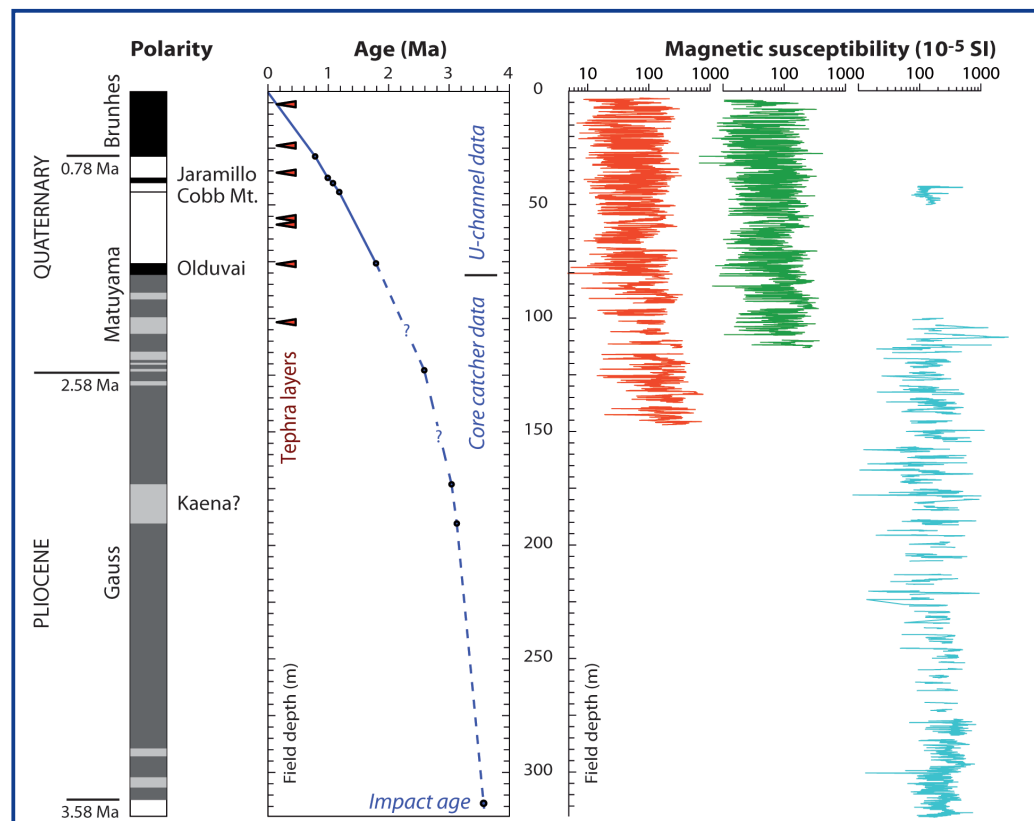 Polarity
Age (Ma)
Magnetic susceptibility (10-5 SI)
0 1 2 3 4
10 100 1000
100 1000
100 1000
0
50
100
150
200
250
300
QUATERNARY
PLIOCENE
Brunhes
Matuyama
Gauss
0.78 Ma
2.58 Ma
3.58 Ma
Jaramillo
Cobb Mt.
Olduvai
Kaena?
Tephra layers
Field depth (m)
?
?
U-channel data
Core catcher data
Impact age
Field depth (m)